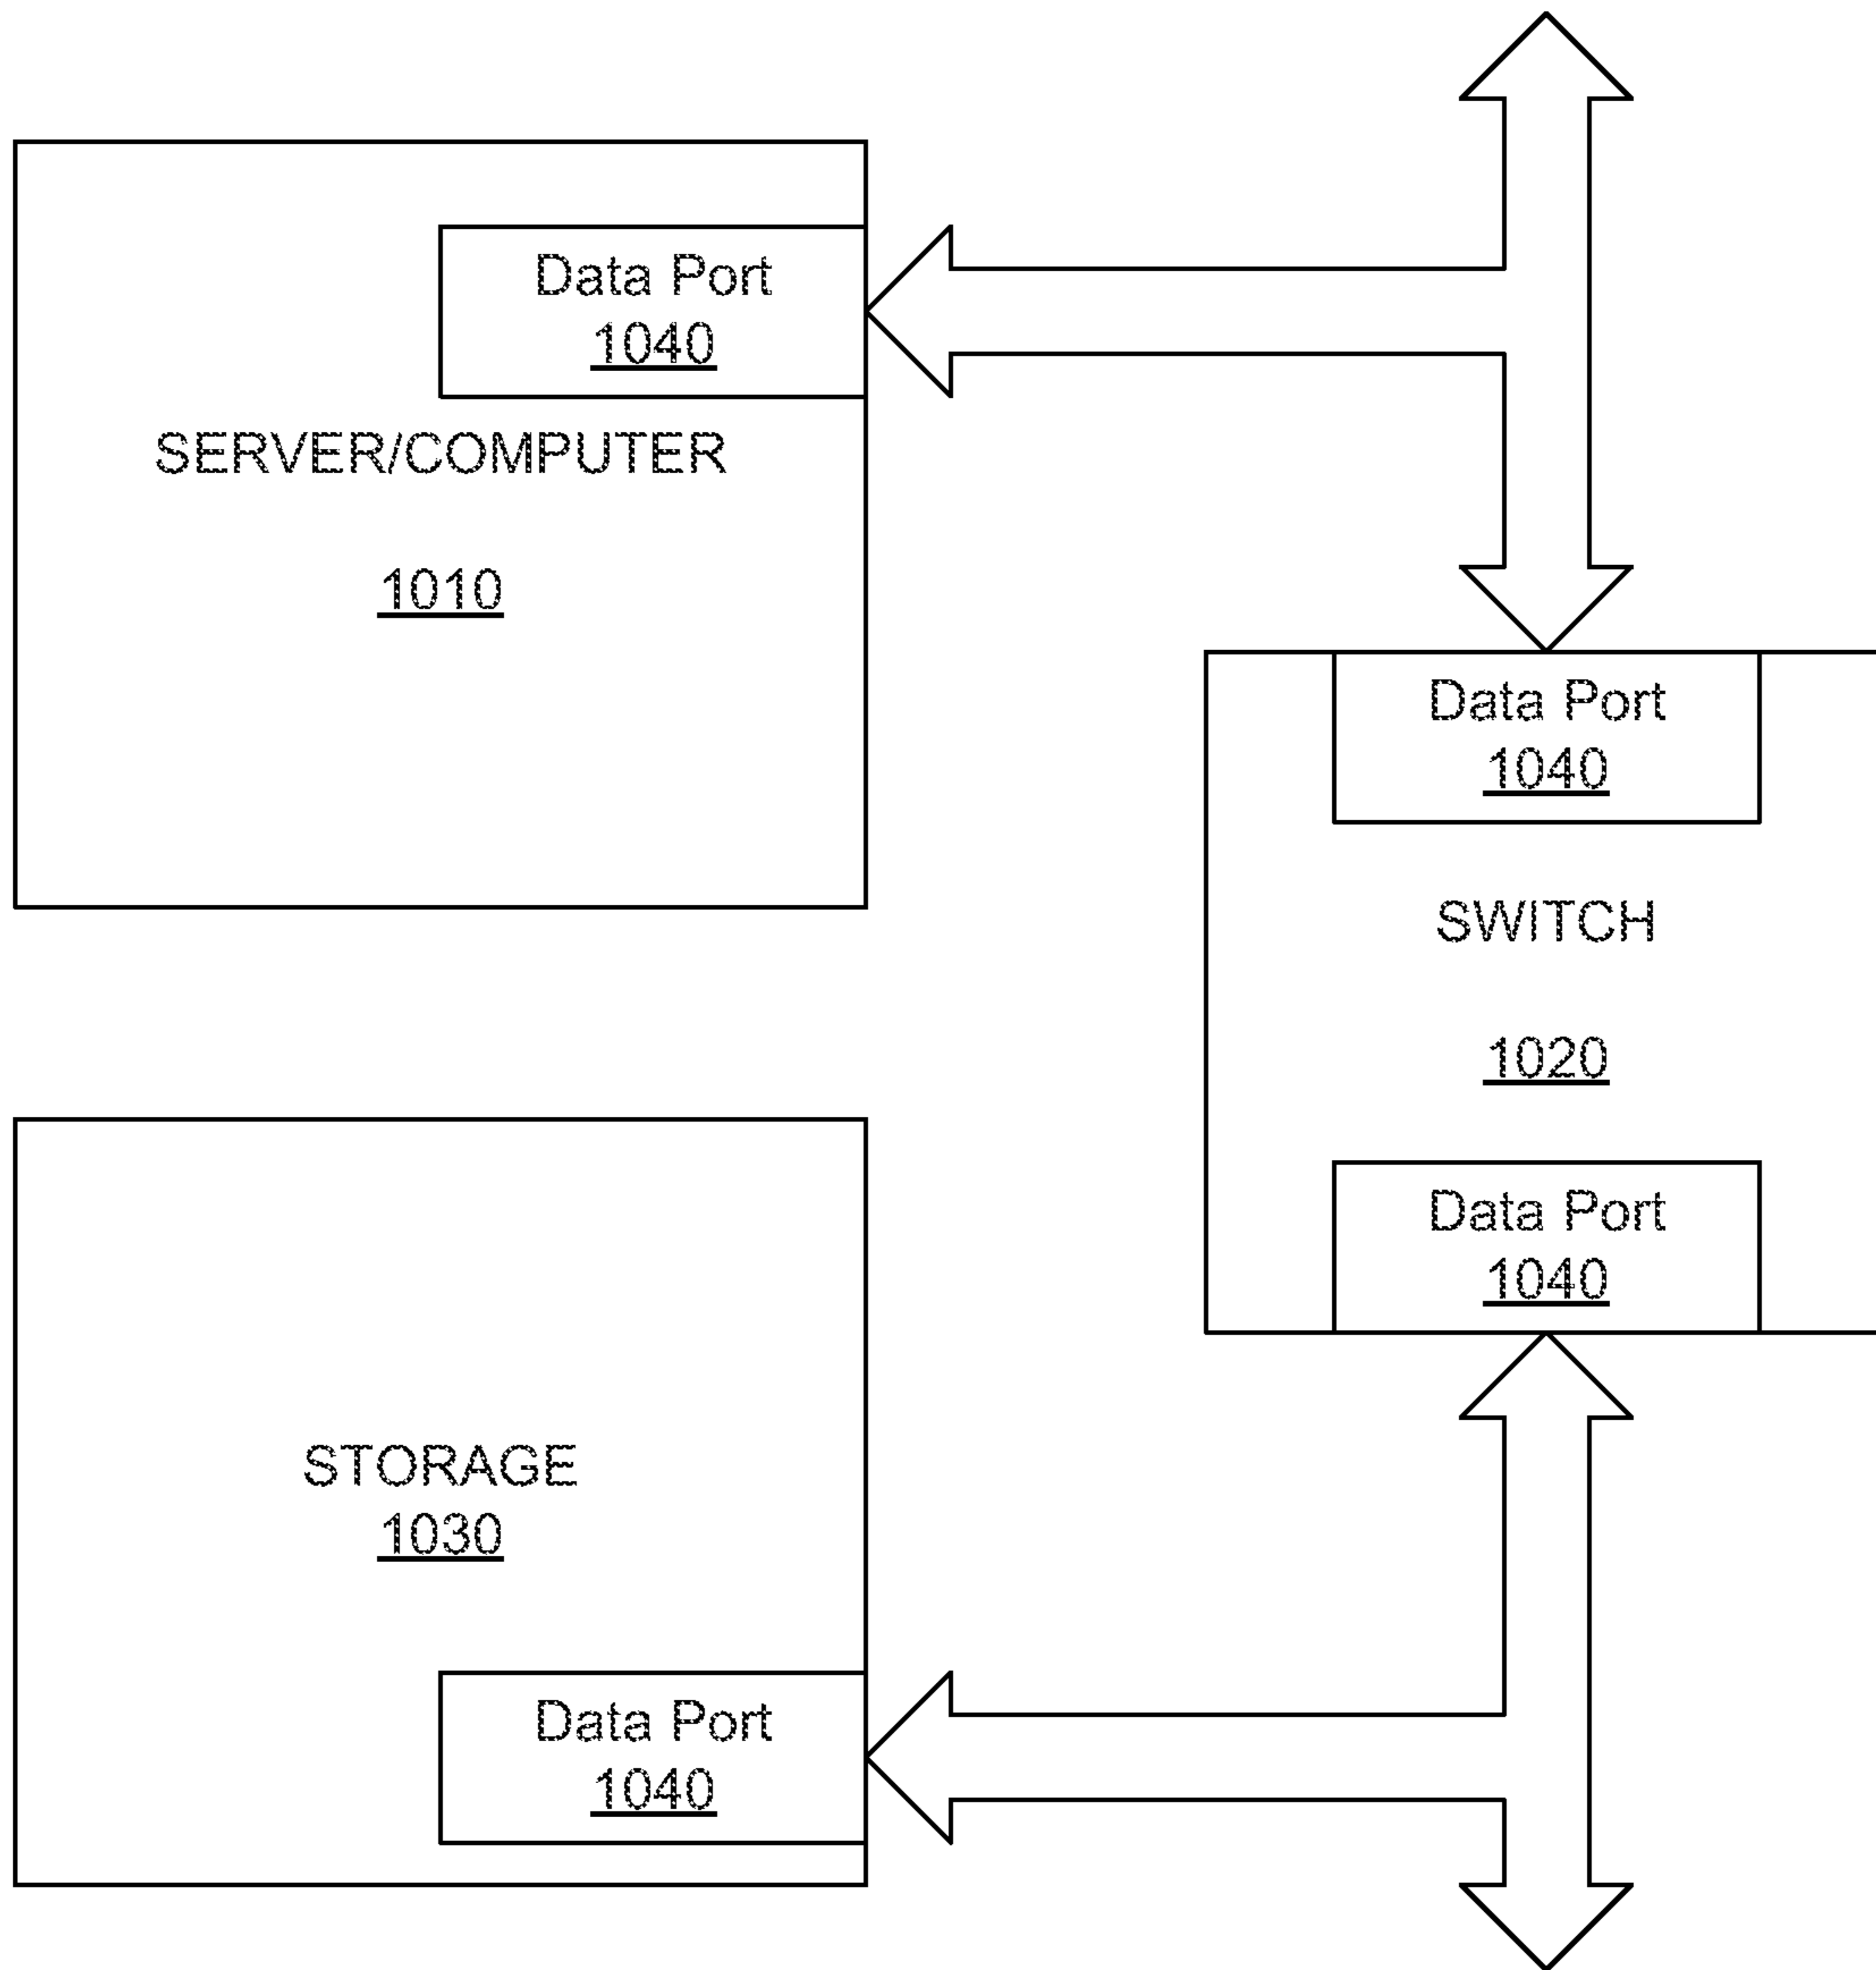 Data Port
1040
SERVER/COMPUTER
1010
Data Port
1040
SWITCH
1020
Data Port
1040
STORAGE
1030
Data Port
1040